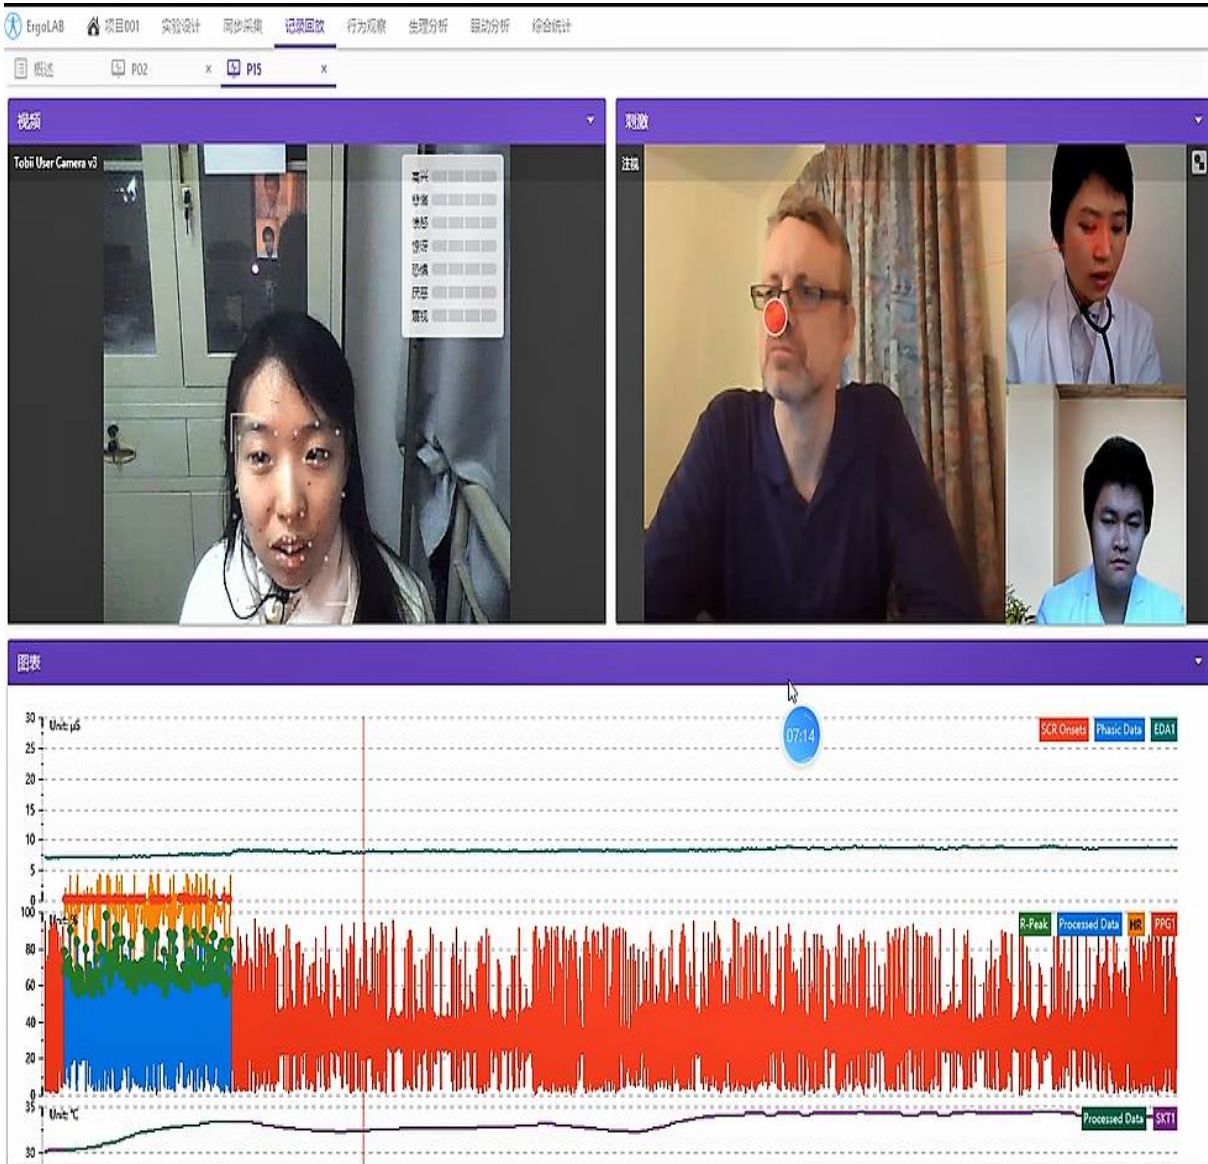 ErgoLAB 项目001 实验设计 同步采集 记录回放 行为观察 生理分析 眼动分析 综合统计
概述 P02 × P15 ×
视频
Tobii User Camera v3
高兴
悲伤
愤怒
惊讶
恐惧
厌恶
蔑视
刺激
注视
图表
Unit: μS
30
25
20
15
10
5
0
SCR Onsets Phasic Data EDA1
07:14
100
80
60
40
20
0
R-Peak Processed Data HR PPG1
35 Unit: ℃
30
Processed Data SKT1